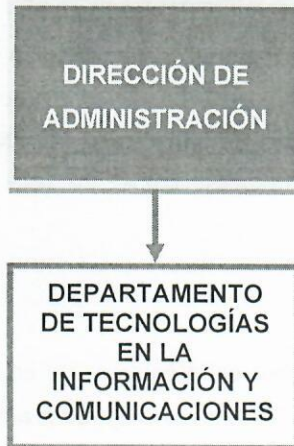 DIRECCIÓN DE
ADMINISTRACIÓN
DEPARTAMENTO
DE TECNOLOGÍAS
EN LA
INFORMACIÓN Y
COMUNICACIONES